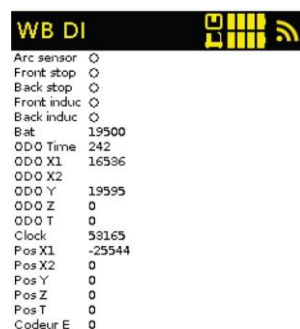 WB DI
Arc sensor
Front stop
Back stop
Front induc
Back induc
Bat 19500
ODO Time 242
ODO X1 16536
ODO X2
ODO Y 19595
ODO Z 0
ODO T 0
Clock 53165
Pos X1 -25544
Pos X2 0
Pos Y 0
Pos Z 0
Pos T 0
Codeur E 0